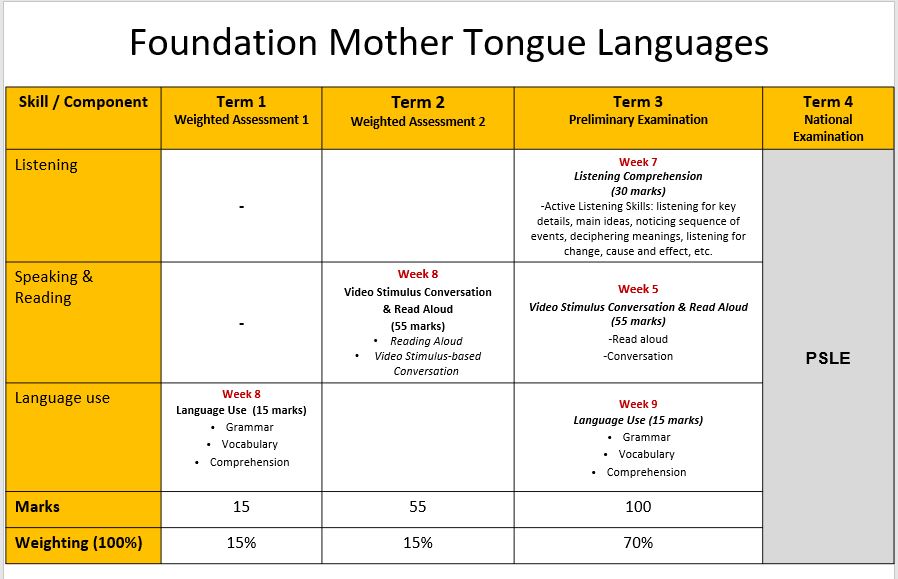 Foundation Mother Tongue Languages
Skill / Component
Term 1
Weighted Assessment 1
Term 2
Weighted Assessment 2
Term 3
Preliminary Examination
Term 4
National
Examination
Listening
-
Week 7
Listening Comprehension
(30 marks)
-Active Listening Skills: listening for key
details, main ideas, noticing sequence of
events, deciphering meanings, listening for
change, cause and effect, etc.
Speaking &
Reading
-
Week 8
Video Stimulus Conversation
& Read Aloud
(55 marks)
• Reading Aloud
• Video Stimulus-based
Conversation
Week 5
Video Stimulus Conversation & Read Aloud
(55 marks)
-Read aloud
-Conversation
PSLE
Language use
Week 8
Language Use (15 marks)
• Grammar
• Vocabulary
• Comprehension
Week 9
Language Use (15 marks)
• Grammar
• Vocabulary
• Comprehension
Marks
15
55
100
Weighting (100%)
15%
15%
70%